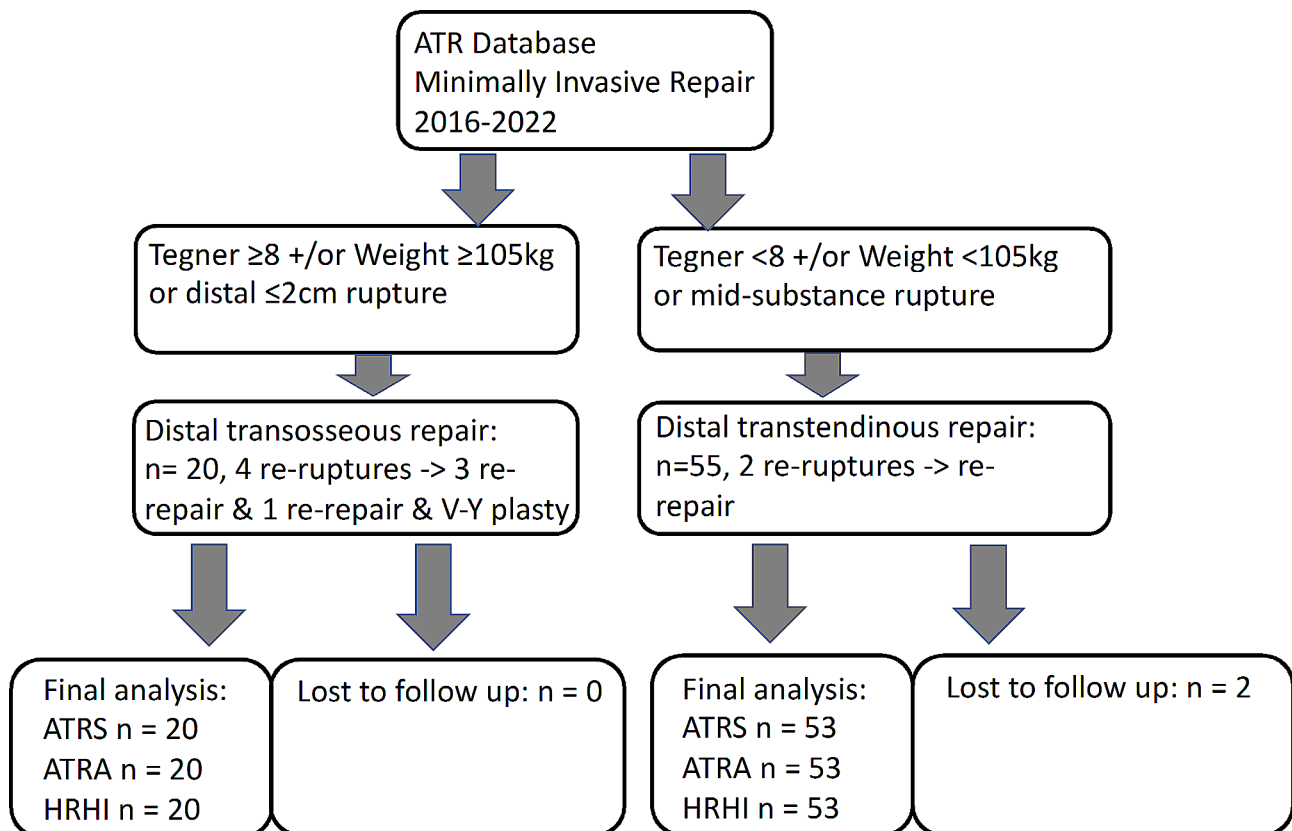 ATR Database
Minimally Invasive Repair
2016-2022
Tegner ≥8 +/or Weight ≥105kg
or distal ≤2cm rupture
Tegner <8 +/or Weight <105kg
or mid-substance rupture
Distal transosseous repair:
n= 20, 4 re-ruptures -> 3 re-
repair & 1 re-repair & V-Y plasty
Distal transtendinous repair:
n=55, 2 re-ruptures -> re-
repair
Final analysis:
ATRS n = 20
ATRA n = 20
HRHI n = 20
Lost to follow up: n = 0
Final analysis:
ATRS n = 53
ATRA n = 53
HRHI n = 53
Lost to follow up: n = 2